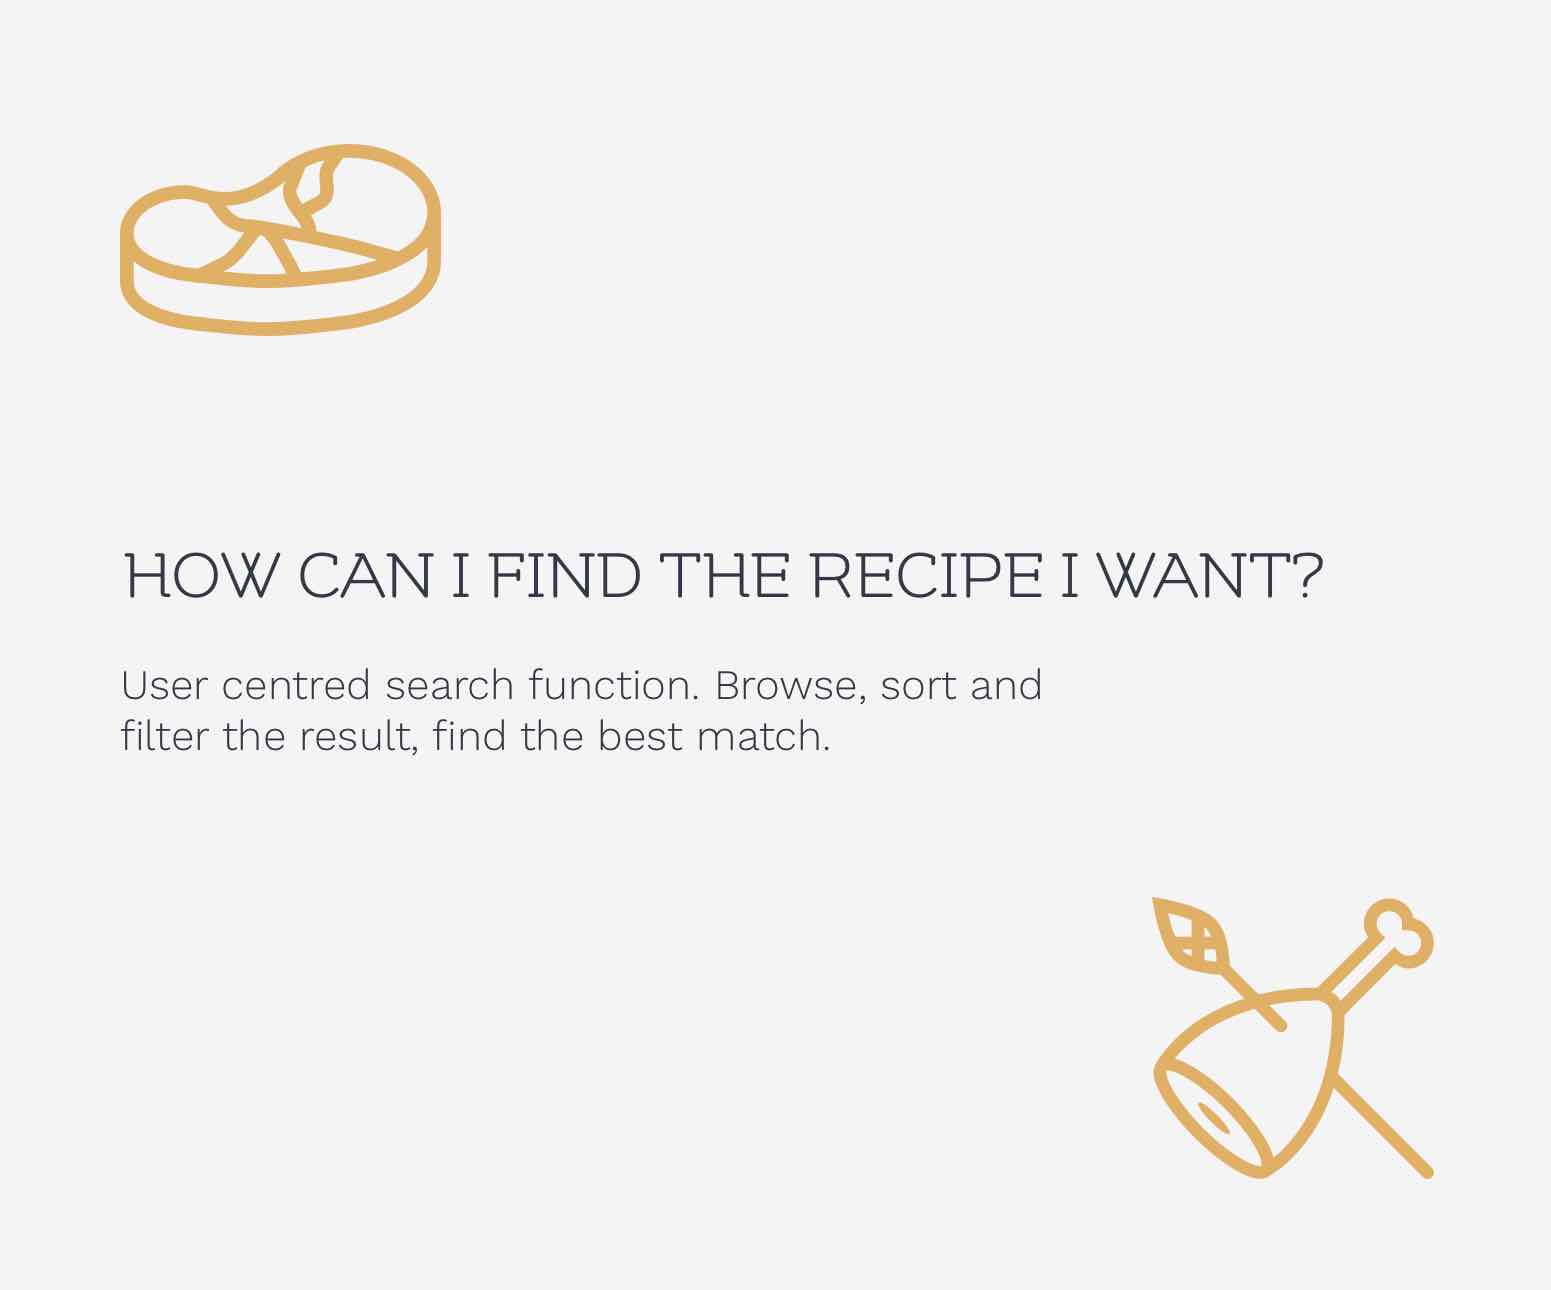 HOW CAN I FIND THE RECIPE I WANT?
User centred search function. Browse, sort and
filter the result, find the best match.